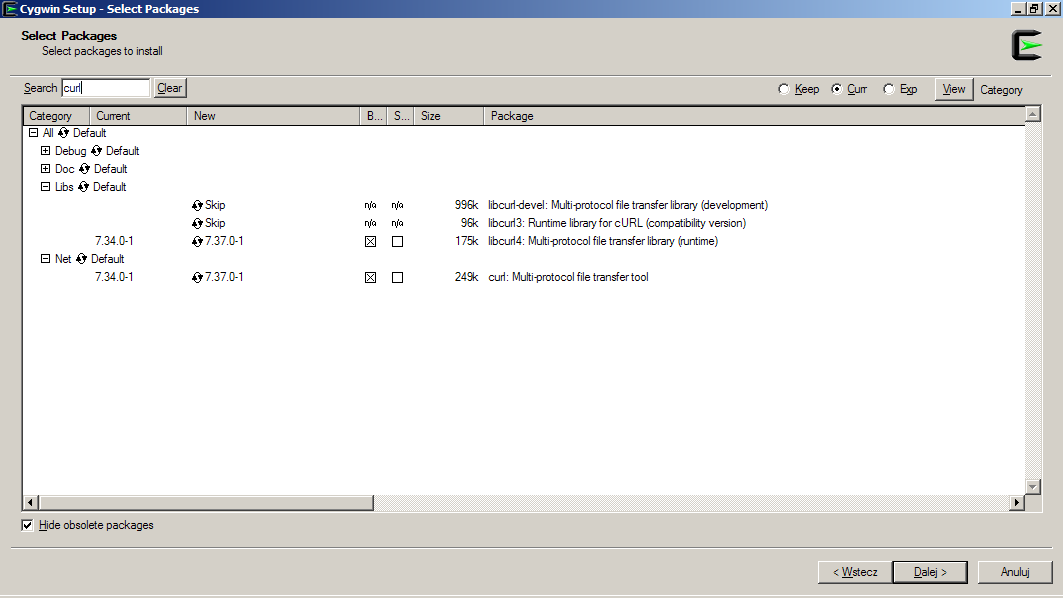 Cygwin Setup - Select Packages
Select Packages
Select packages to install
Search curl Clear Keep Curr Exp View Category
Category Current New B... S... Size Package
All Default
Debug Default
Doc Default
Libs Default
Skip n/a n/a 996k libcurl-devel: Multi-protocol file transfer library (development)
Skip n/a n/a 96k libcurl3: Runtime library for cURL (compatibility version)
7.34.0-1 7.37.0-1 175k libcurl4: Multi-protocol file transfer library (runtime)
Net Default
7.34.0-1 7.37.0-1 249k curl: Multi-protocol file transfer tool
Hide obsolete packages
< Wstecz Dalej > Anuluj